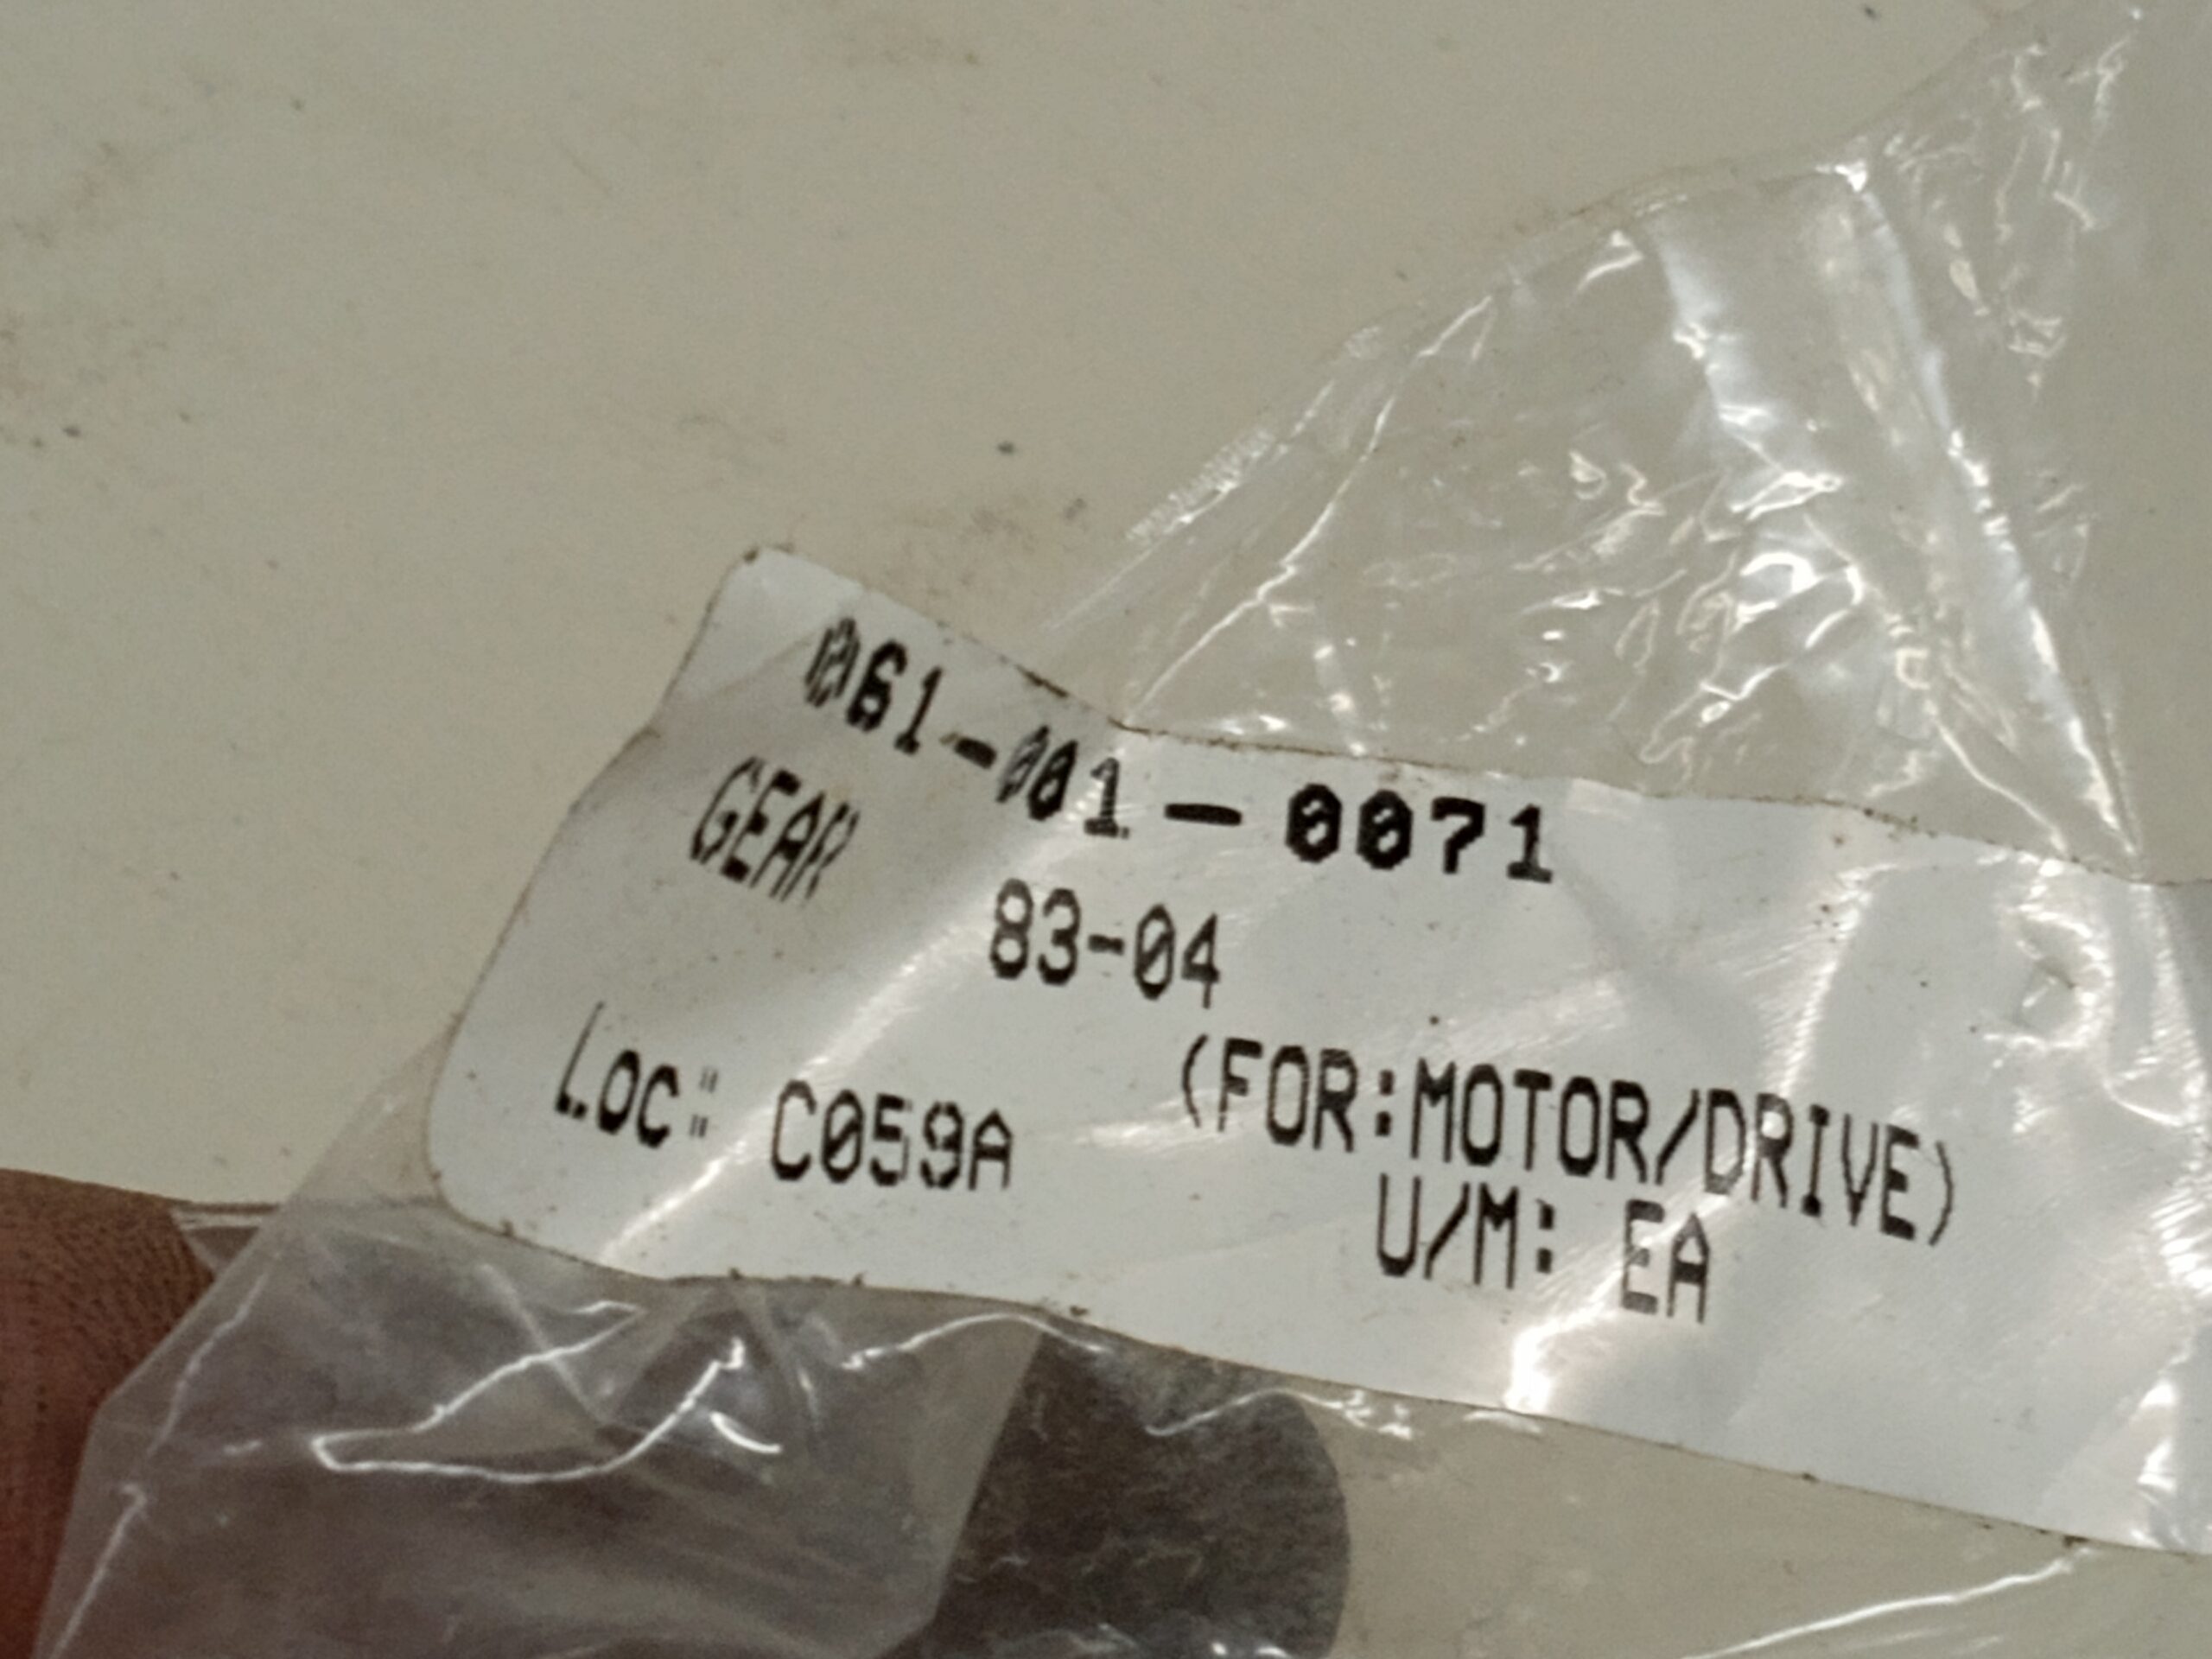 061-001-0071
GEAR
83-04
(FOR:MOTOR/DRIVE)
Loc: C059A
U/M: EA